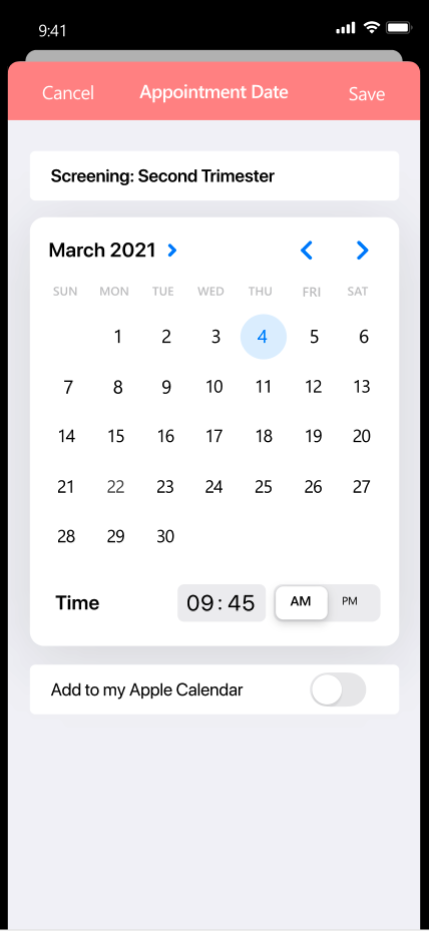 9:41
Cancel Appointment Date Save
Screening: Second Trimester
March 2021
SUN MON TUE WED THU FRI SAT
1 2 3 4 5 6
7 8 9 10 11 12 13
14 15 16 17 18 19 20
21 22 23 24 25 26 27
28 29 30
Time 09:45 AM PM
Add to my Apple Calendar